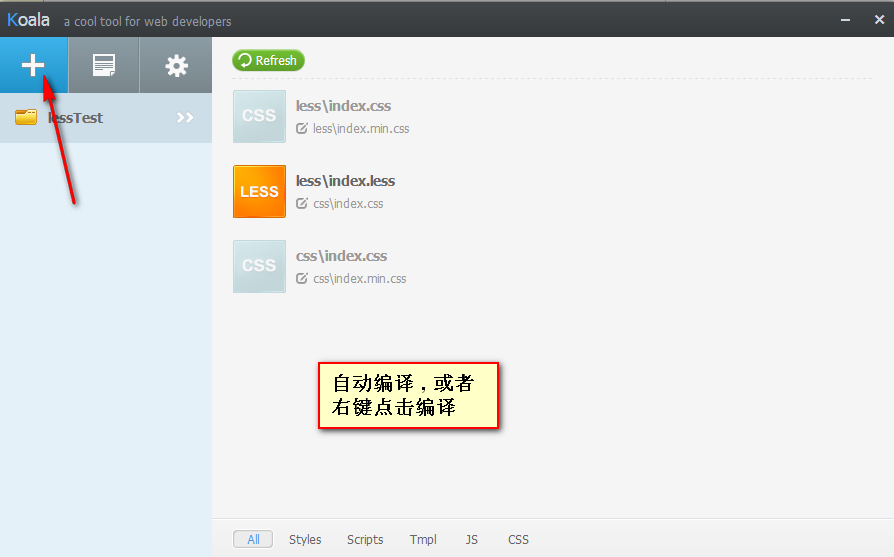 Koala a cool tool for web developers
Refresh
lessTest
CSS
less\index.css
less\index.min.css
LESS
less\index.less
css\index.css
CSS
css\index.css
css\index.min.css
自动编译，或者
右键点击编译
All Styles Scripts Tmpl JS CSS